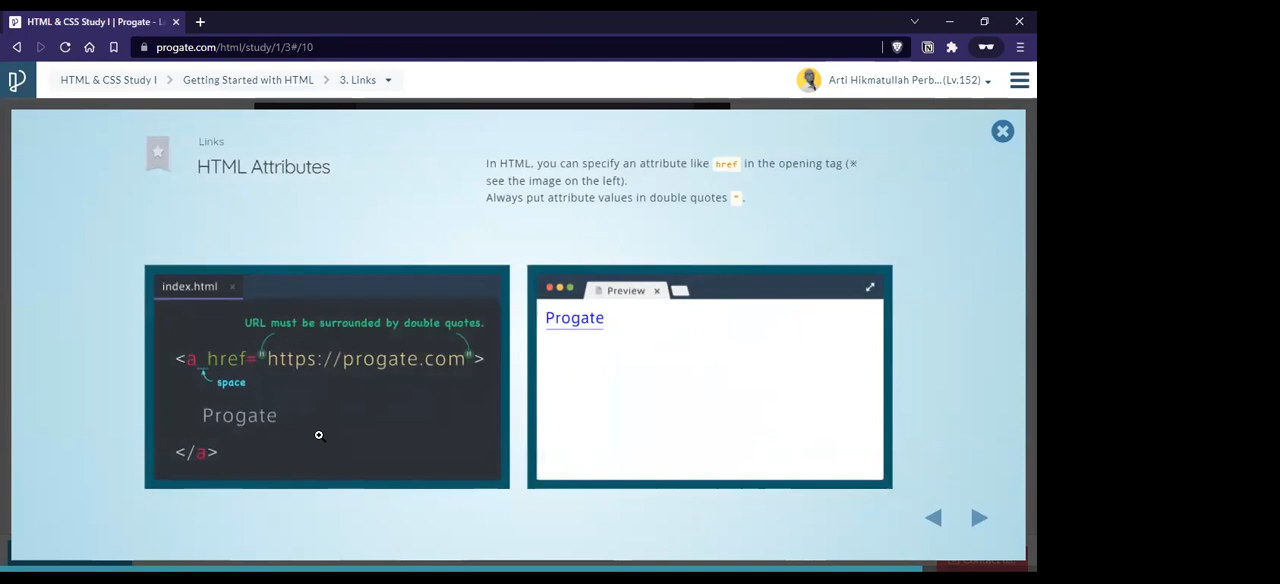 HTML & CSS Study I | Progate - L
progate.com/html/study/1/3#/10
HTML & CSS Study I > Getting Started with HTML > 3. Links
Arti Hikmatullah Perb...(Lv.152)
Links
HTML Attributes
In HTML, you can specify an attribute like href in the opening tag (※
see the image on the left).
Always put attribute values in double quotes ".
index.html
URL must be surrounded by double quotes.
<a href="https://progate.com">
space
Progate
</a>
Preview
Progate